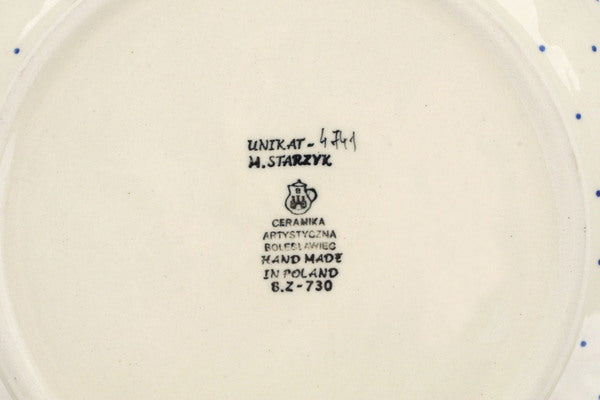 UNIKAT - 4741
M. STARZYK
CERAMIKA
ARTYSTYCZNA
BOLESŁAWIEC
HAND MADE
IN POLAND
B.Z - 730